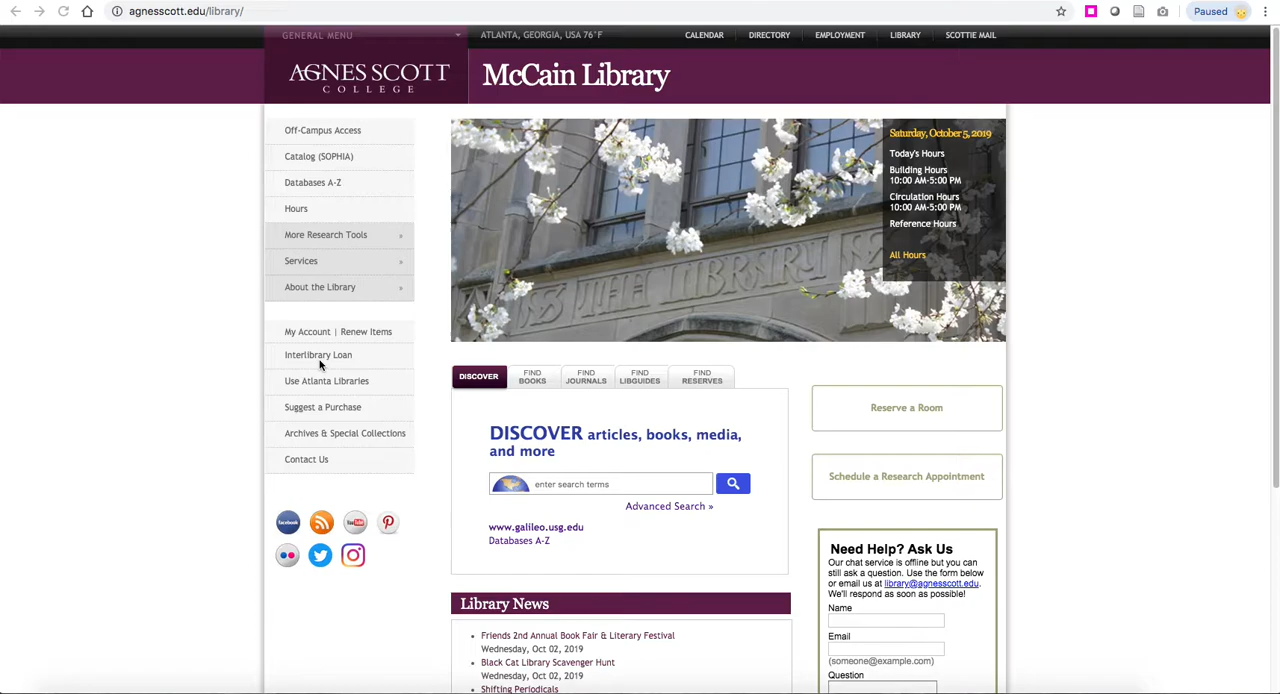 agnesscott.edu/library/
Paused
GENERAL MENU
ATLANTA, GEORGIA, USA 76°F
CALENDAR
DIRECTORY
EMPLOYMENT
LIBRARY
SCOTTIE MAIL
AGNES SCOTT
COLLEGE
McCain Library
Off-Campus Access
Catalog (SOPHIA)
Databases A-Z
Hours
More Research Tools »
Services »
About the Library »
My Account | Renew Items
Interlibrary Loan
Use Atlanta Libraries
Suggest a Purchase
Archives & Special Collections
Contact Us
facebook
You Tube
Saturday, October 5, 2019
Today's Hours
Building Hours
10:00 AM-5:00 PM
Circulation Hours
10:00 AM-5:00 PM
Reference Hours
All Hours
DISCOVER
FIND
BOOKS
FIND
JOURNALS
FIND
LIBGUIDES
FIND
RESERVES
DISCOVER articles, books, media,
and more
enter search terms
Advanced Search »
www.galileo.usg.edu
Databases A-Z
Reserve a Room
Schedule a Research Appointment
Need Help? Ask Us
Our chat service is offline but you can
still ask a question. Use the form below
or email us at library@agnesscott.edu.
We'll respond as soon as possible!
Name
Email
(someone@example.com)
Question
Library News
Friends 2nd Annual Book Fair & Literary Festival
Wednesday, Oct 02, 2019
Black Cat Library Scavenger Hunt
Wednesday, Oct 02, 2019
Shifting Periodicals